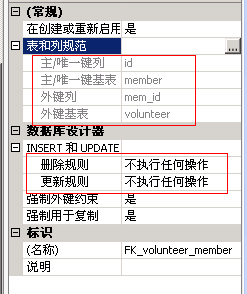 (常规)
在创建或重新启用 是
表和列规范 ...
主/唯一键列 id
主/唯一键基表 member
外键列 mem_id
外键基表 volunteer
数据库设计器
INSERT 和 UPDATE
删除规则 不执行任何操作
更新规则 不执行任何操作
强制外键约束 是
强制用于复制 是
标识
(名称) FK_volunteer_member
说明